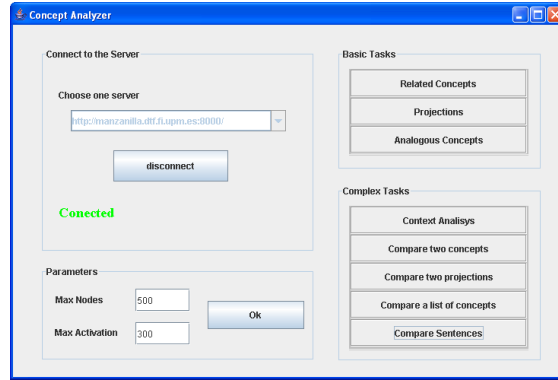 Concept Analyzer
Connect to the Server
Choose one server
http://manzanilla.dtf.fi.upm.es:8000/
disconnect
Conected
Parameters
Max Nodes 500
Max Activation 300
Ok
Basic Tasks
Related Concepts
Projections
Analogous Concepts
Complex Tasks
Context Analisys
Compare two concepts
Compare two projections
Compare a list of concepts
Compare Sentences